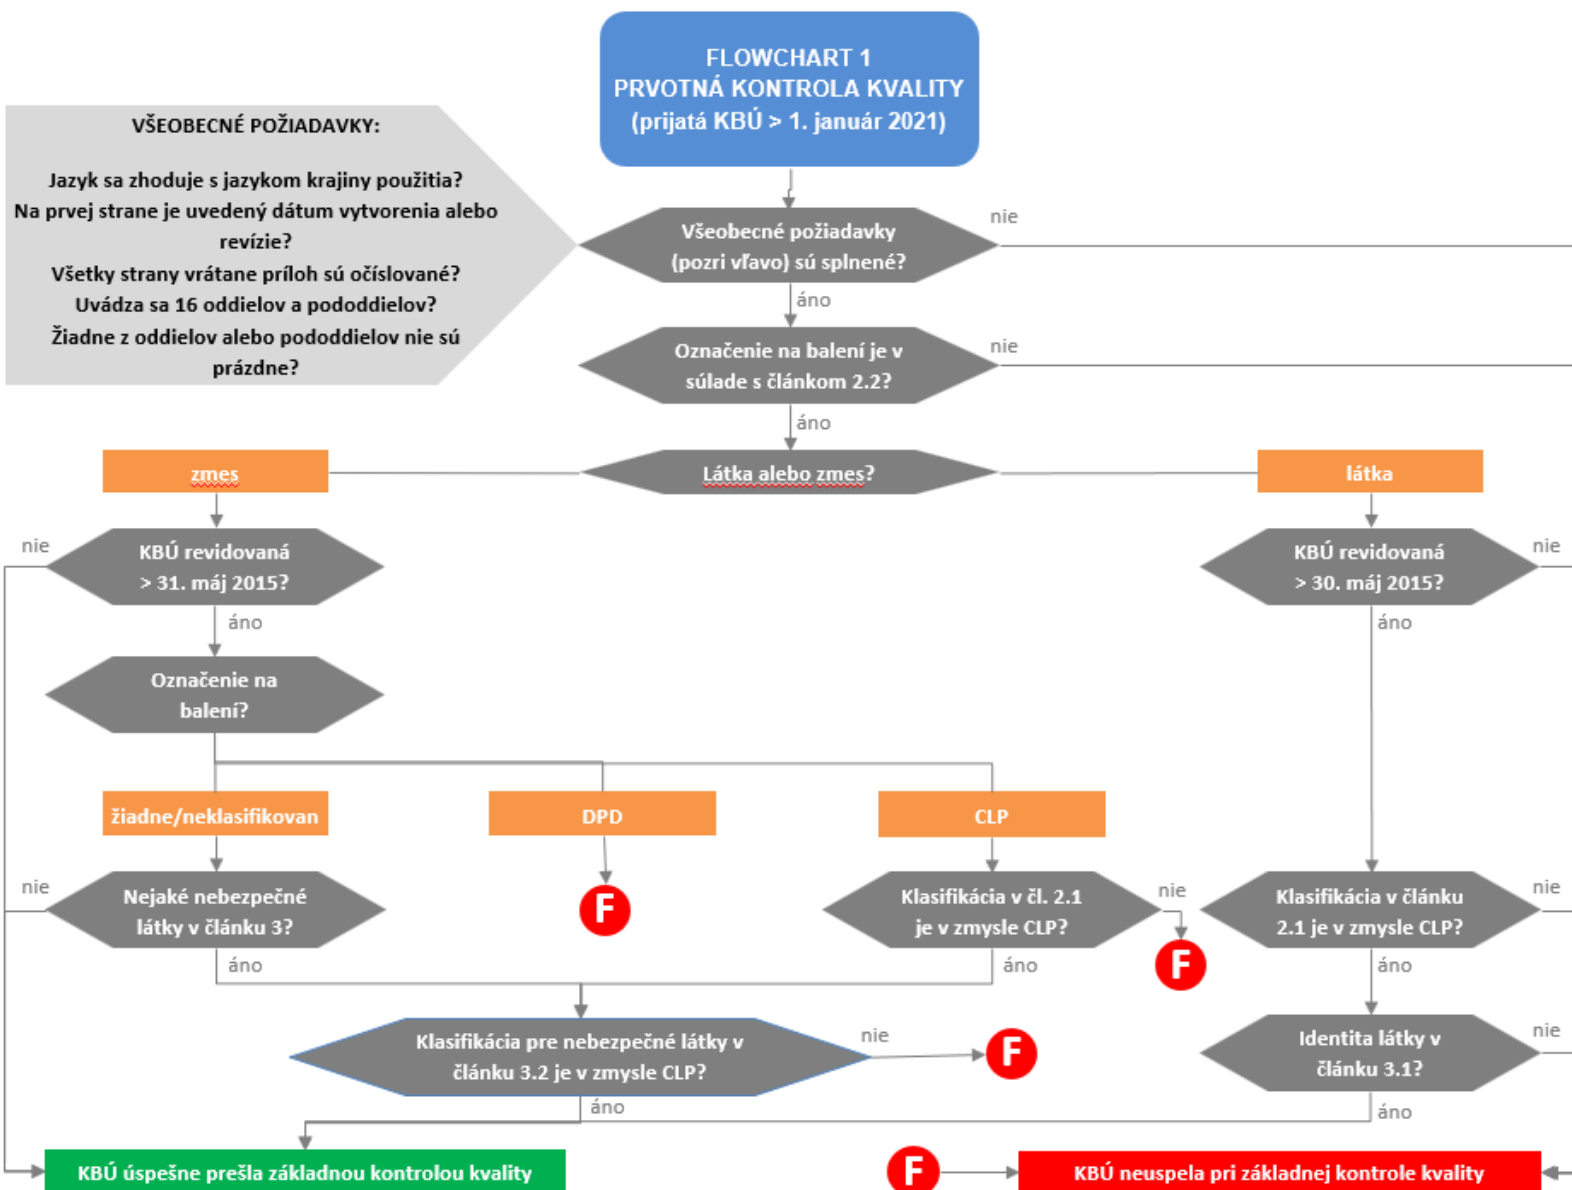 FLOWCHART 1
PRVOTNÁ KONTROLA KVALITY
(prijatá KBÚ > 1. január 2021)
VŠEOBECNÉ POŽIADAVKY:
Jazyk sa zhoduje s jazykom krajiny použitia?
Na prvej strane je uvedený dátum vytvorenia alebo
revízie?
Všetky strany vrátane príloh sú očíslované?
Uvádza sa 16 oddielov a pododdielov?
Žiadne z oddielov alebo pododdielov nie sú
prázdne?
Všeobecné požiadavky
(pozri vľavo) sú splnené?
nie
áno
Označenie na balení je v
súlade s článkom 2.2?
nie
áno
zmes
Látka alebo zmes?
látka
nie
KBÚ revidovaná
> 31. máj 2015?
áno
KBÚ revidovaná
> 30. máj 2015?
nie
áno
Označenie na
balení?
žiadne/neklasifikovan
DPD
CLP
nie
Nejaké nebezpečné
látky v článku 3?
áno
F
Klasifikácia v čl. 2.1
je v zmysle CLP?
nie
F
áno
Klasifikácia v článku
2.1 je v zmysle CLP?
nie
áno
Klasifikácia pre nebezpečné látky v
článku 3.2 je v zmysle CLP?
nie
F
áno
Identita látky v
článku 3.1?
nie
áno
KBÚ úspešne prešla základnou kontrolou kvality
F
KBÚ neuspela pri základnej kontrole kvality